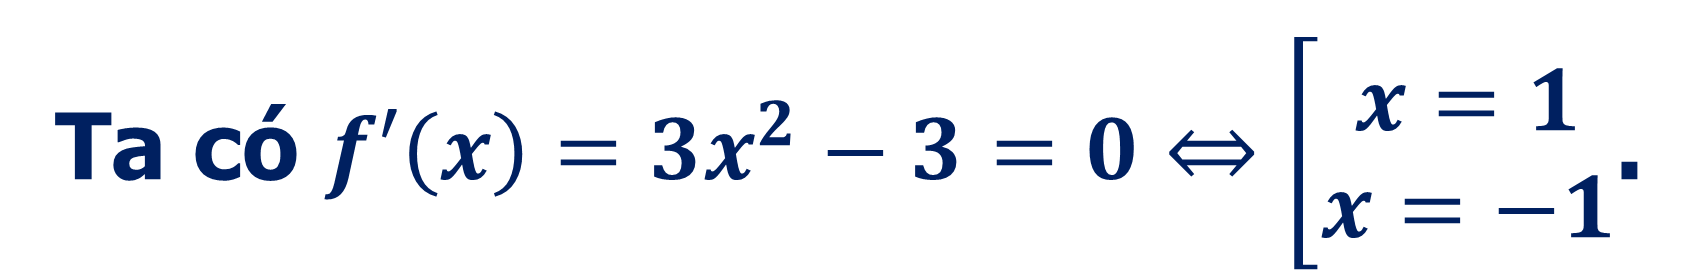 Ta có f′(x) = 3x² − 3 = 0 ⇔ [ x = 1
x = −1 .